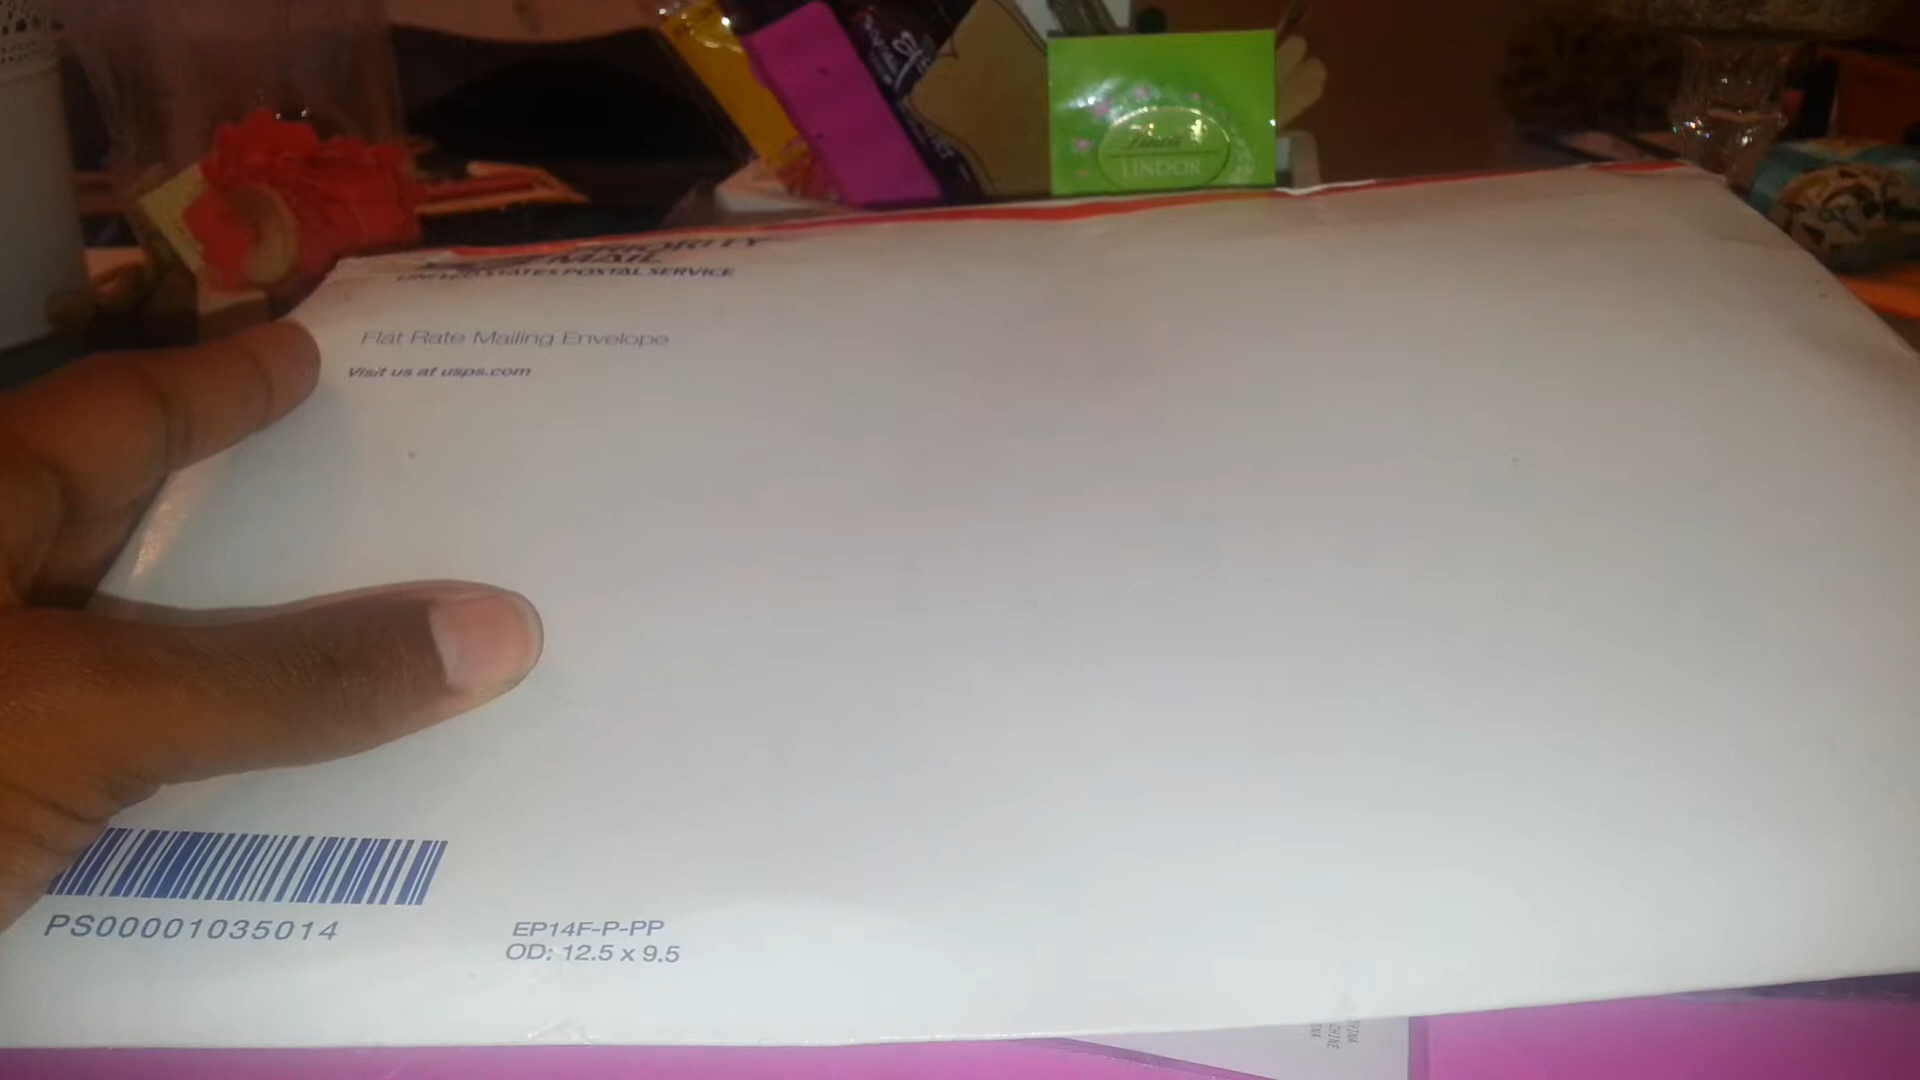 LINDOR
PRIORITY
MAIL
UNITED STATES POSTAL SERVICE
Flat Rate Mailing Envelope
Visit us at usps.com
PS00001035014
EP14F-P-PP
OD: 12.5 x 9.5